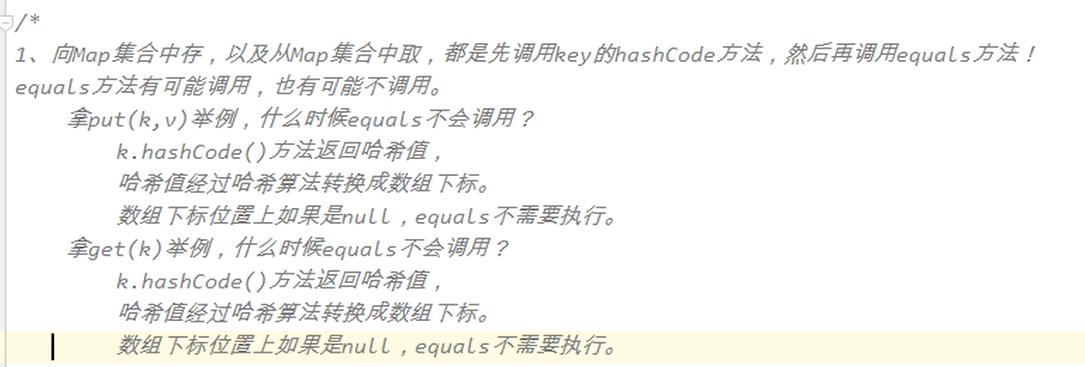 /*
1、向Map集合中存，以及从Map集合中取，都是先调用key的hashCode方法，然后再调用equals方法！
equals方法有可能调用，也有可能不调用。
拿put(k,v)举例，什么时候equals不会调用？
k.hashCode()方法返回哈希值，
哈希值经过哈希算法转换成数组下标。
数组下标位置上如果是null，equals不需要执行。
拿get(k)举例，什么时候equals不会调用？
k.hashCode()方法返回哈希值，
哈希值经过哈希算法转换成数组下标。
数组下标位置上如果是null，equals不需要执行。